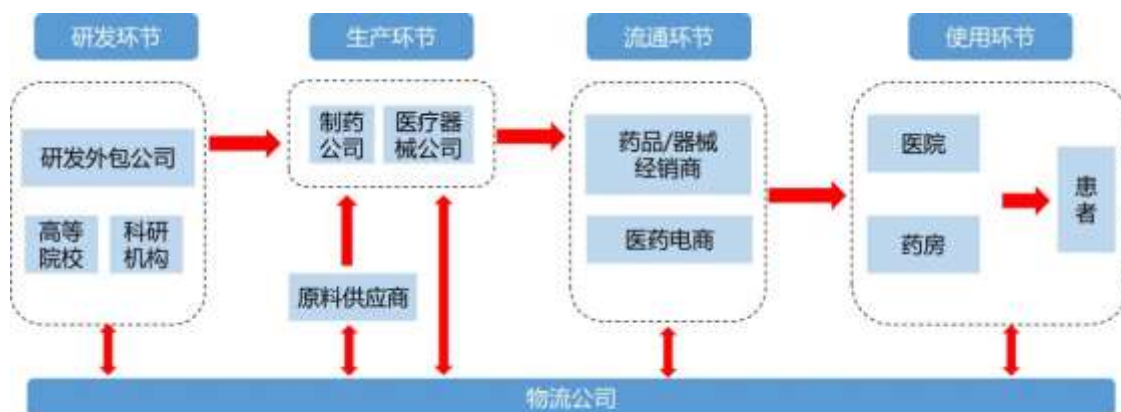 研发环节
生产环节
流通环节
使用环节
研发外包公司
高等
院校
科研
机构
制药
公司
医疗器
械公司
原料供应商
药品/器械
经销商
医药电商
医院
药房
患
者
物流公司